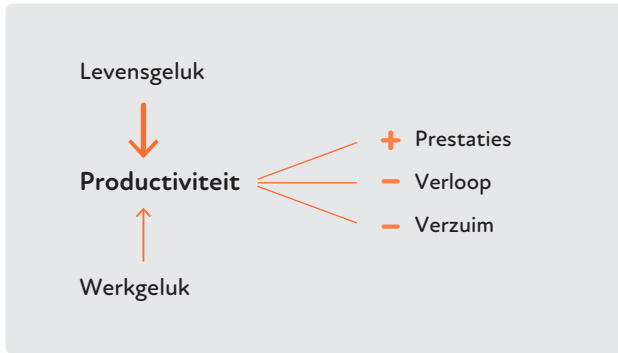 Levensgeluk
+ Prestaties
Productiviteit
− Verloop
− Verzuim
Werkgeluk